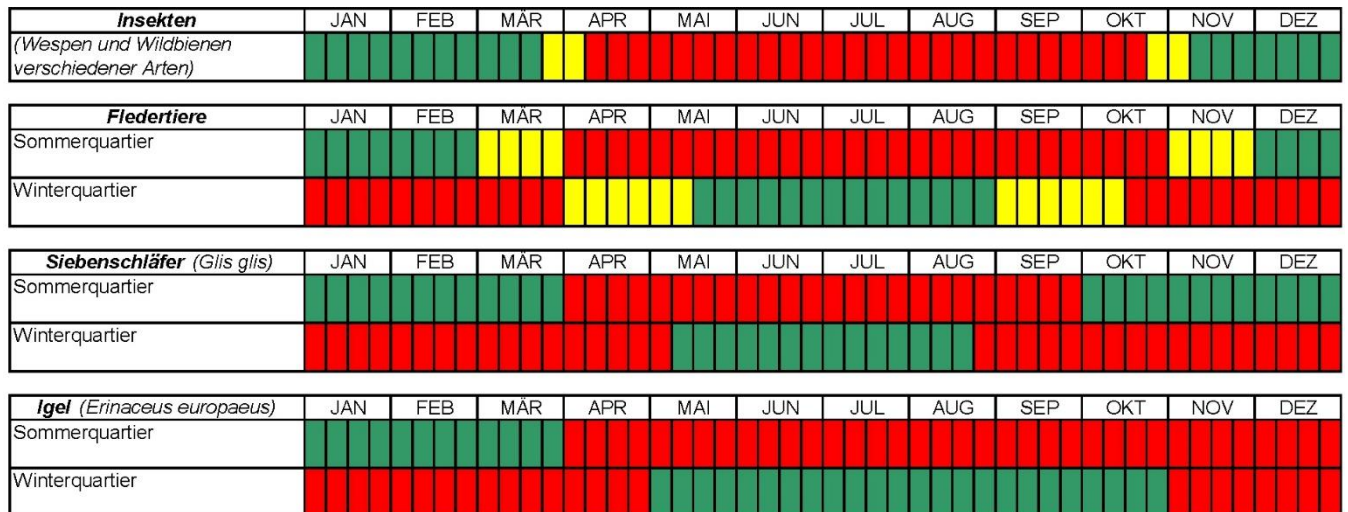 Insekten JAN FEB MÄR APR MAI JUN JUL AUG SEP OKT NOV DEZ
(Wespen und Wildbienen
verschiedener Arten)
Fledertiere JAN FEB MÄR APR MAI JUN JUL AUG SEP OKT NOV DEZ
Sommerquartier
Winterquartier
Siebenschläfer (Glis glis) JAN FEB MÄR APR MAI JUN JUL AUG SEP OKT NOV DEZ
Sommerquartier
Winterquartier
Igel (Erinaceus europaeus) JAN FEB MÄR APR MAI JUN JUL AUG SEP OKT NOV DEZ
Sommerquartier
Winterquartier